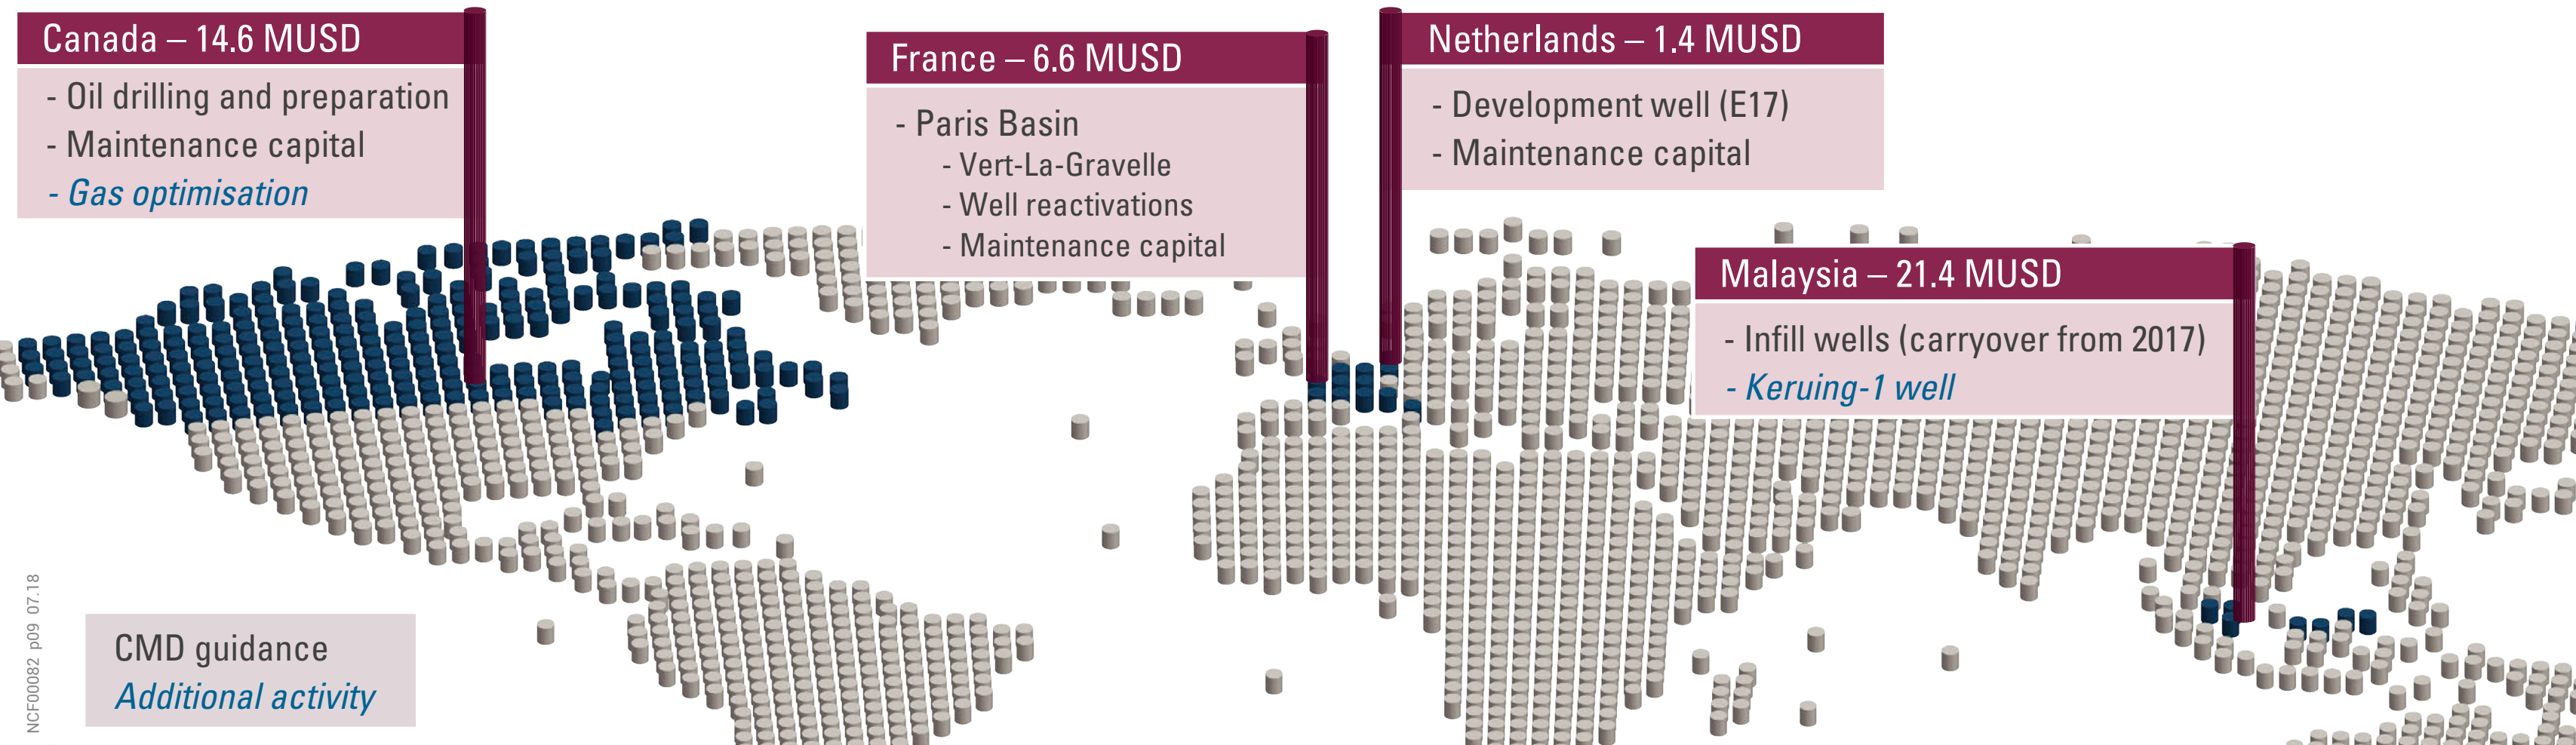 Canada – 14.6 MUSD
- Oil drilling and preparation
- Maintenance capital
- Gas optimisation
France – 6.6 MUSD
- Paris Basin
- Vert-La-Gravelle
- Well reactivations
- Maintenance capital
Netherlands – 1.4 MUSD
- Development well (E17)
- Maintenance capital
Malaysia – 21.4 MUSD
- Infill wells (carryover from 2017)
- Keruing-1 well
CMD guidance
Additional activity
NCF00082 p09 07.18